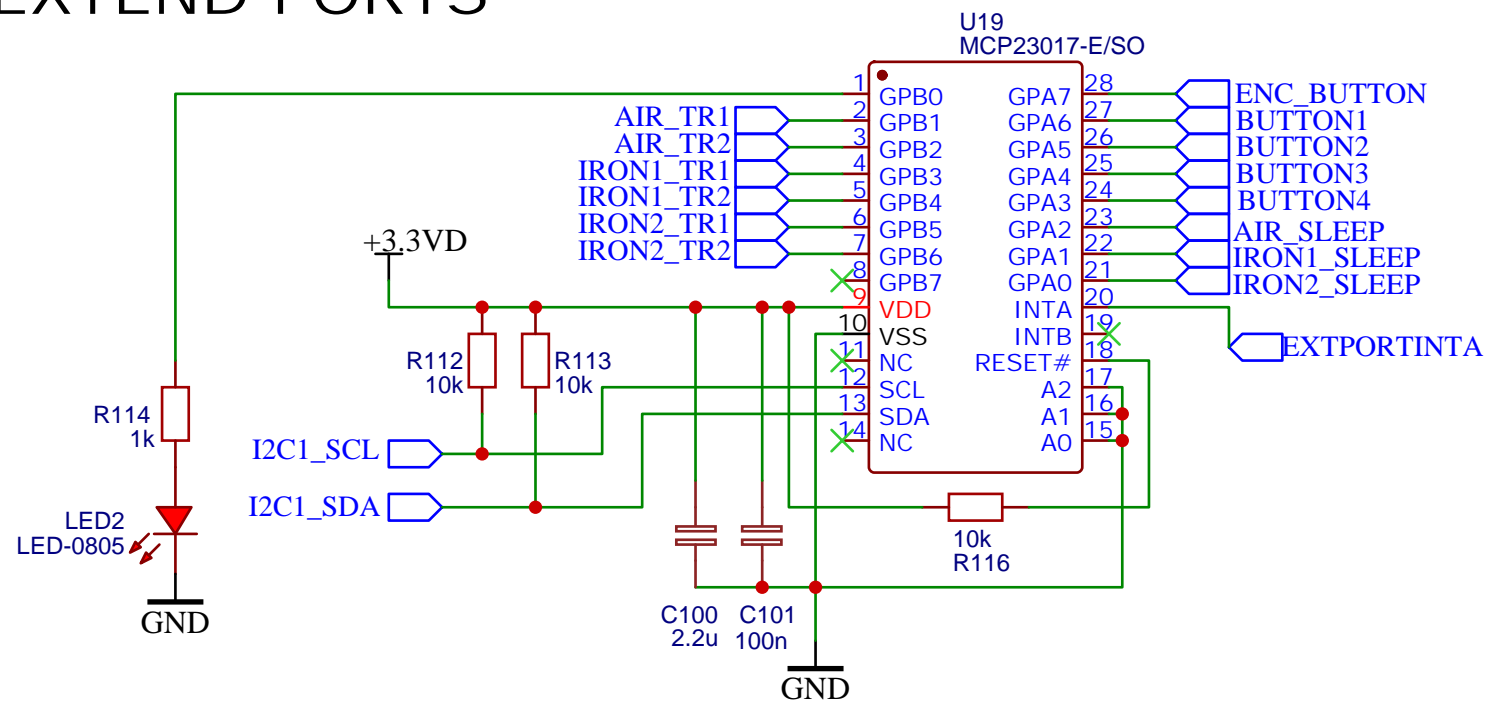 EXTEND PORTS
U19
MCP23017-E/SO
1 GPB0 GPA7 28 ENC_BUTTON
AIR_TR1 2 GPB1 GPA6 27 BUTTON1
AIR_TR2 3 GPB2 GPA5 26 BUTTON2
IRON1_TR1 4 GPB3 GPA4 25 BUTTON3
IRON1_TR2 5 GPB4 GPA3 24 BUTTON4
IRON2_TR1 6 GPB5 GPA2 23 AIR_SLEEP
IRON2_TR2 7 GPB6 GPA1 22 IRON1_SLEEP
8 GPB7 GPA0 21 IRON2_SLEEP
+3.3VD
9 VDD INTA 20
10 VSS INTB 19
EXTPORTINTA
11 NC RESET# 18
12 SCL A2 17
13 SDA A1 16
14 NC A0 15
R112
10k
R113
10k
R114
1k
I2C1_SCL
I2C1_SDA
LED2
LED-0805
GND
10k
R116
C100
2.2u
C101
100n
GND